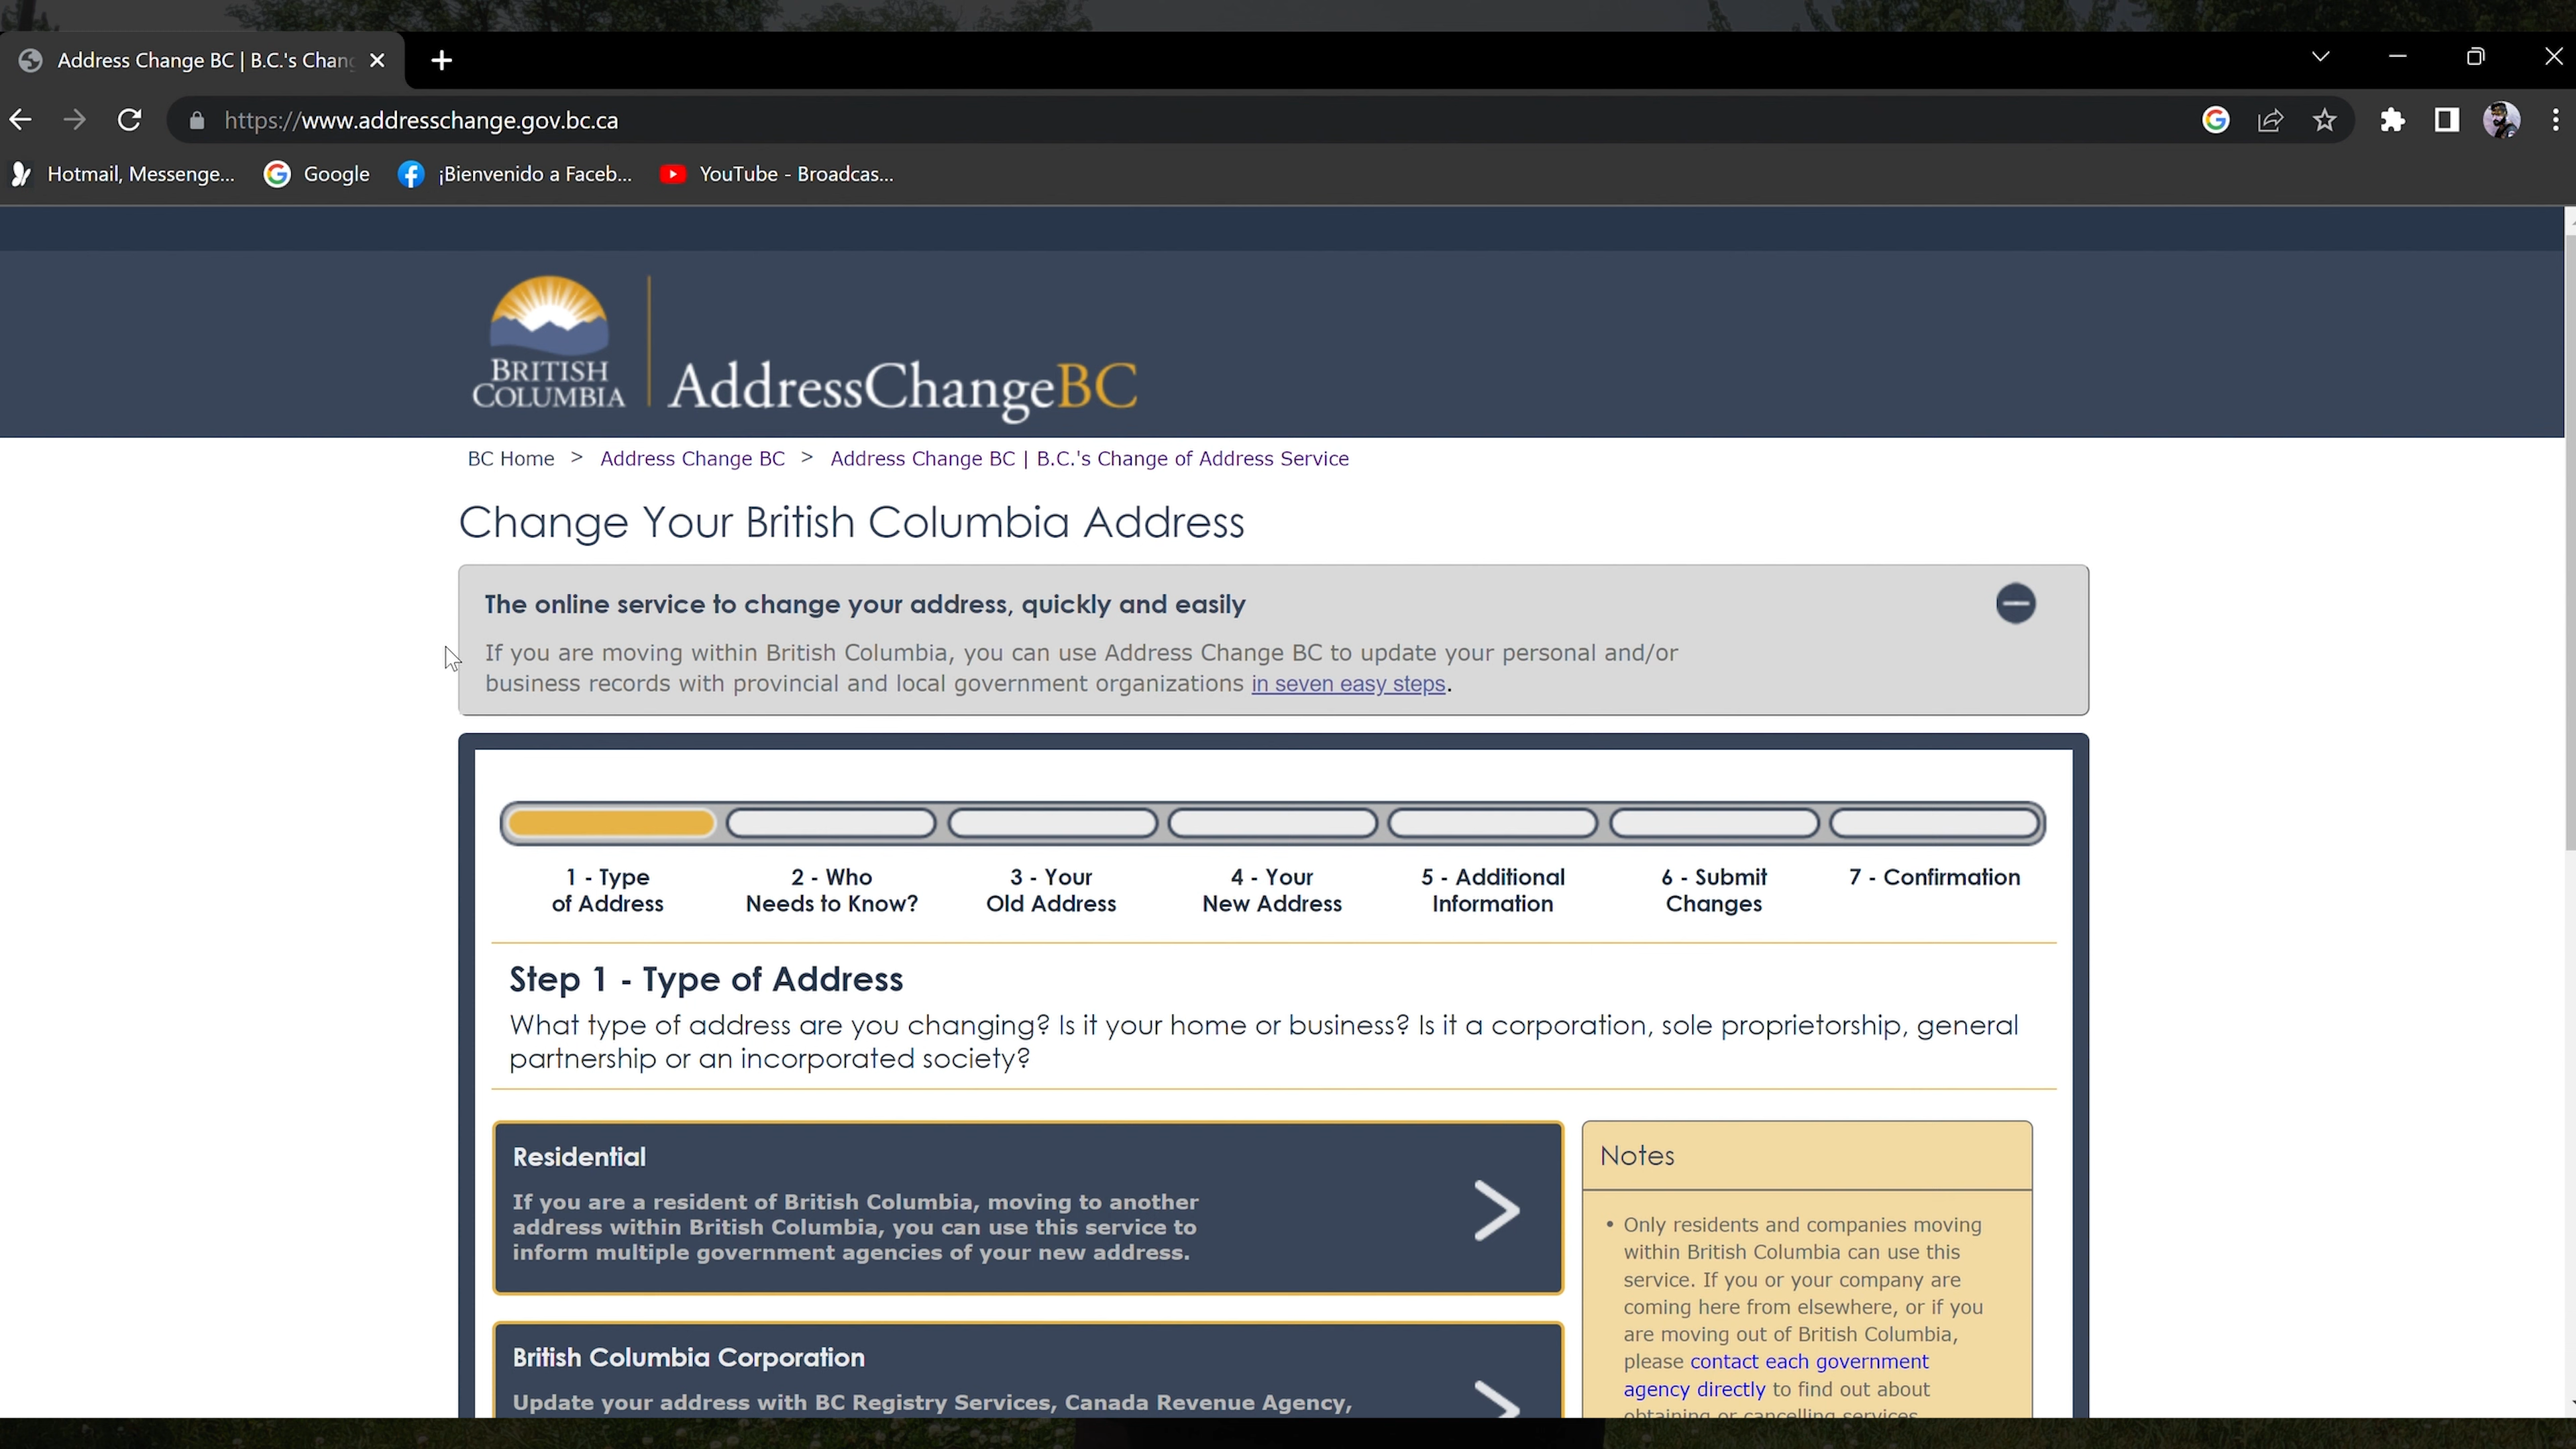 Address Change BC | B.C.'s Chan
https://www.addresschange.gov.bc.ca
Hotmail, Messenge...
Google
¡Bienvenido a Faceb...
YouTube - Broadcas...
BRITISH
COLUMBIA
AddressChangeBC
BC Home > Address Change BC > Address Change BC | B.C.'s Change of Address Service
Change Your British Columbia Address
The online service to change your address, quickly and easily
If you are moving within British Columbia, you can use Address Change BC to update your personal and/or
business records with provincial and local government organizations in seven easy steps.
1 - Type
of Address
2 - Who
Needs to Know?
3 - Your
Old Address
4 - Your
New Address
5 - Additional
Information
6 - Submit
Changes
7 - Confirmation
Step 1 - Type of Address
What type of address are you changing? Is it your home or business? Is it a corporation, sole proprietorship, general
partnership or an incorporated society?
Residential
If you are a resident of British Columbia, moving to another
address within British Columbia, you can use this service to
inform multiple government agencies of your new address.
British Columbia Corporation
Update your address with BC Registry Services, Canada Revenue Agency,
Notes
• Only residents and companies moving
within British Columbia can use this
service. If you or your company are
coming here from elsewhere, or if you
are moving out of British Columbia,
please contact each government
agency directly to find out about
obtaining or cancelling services